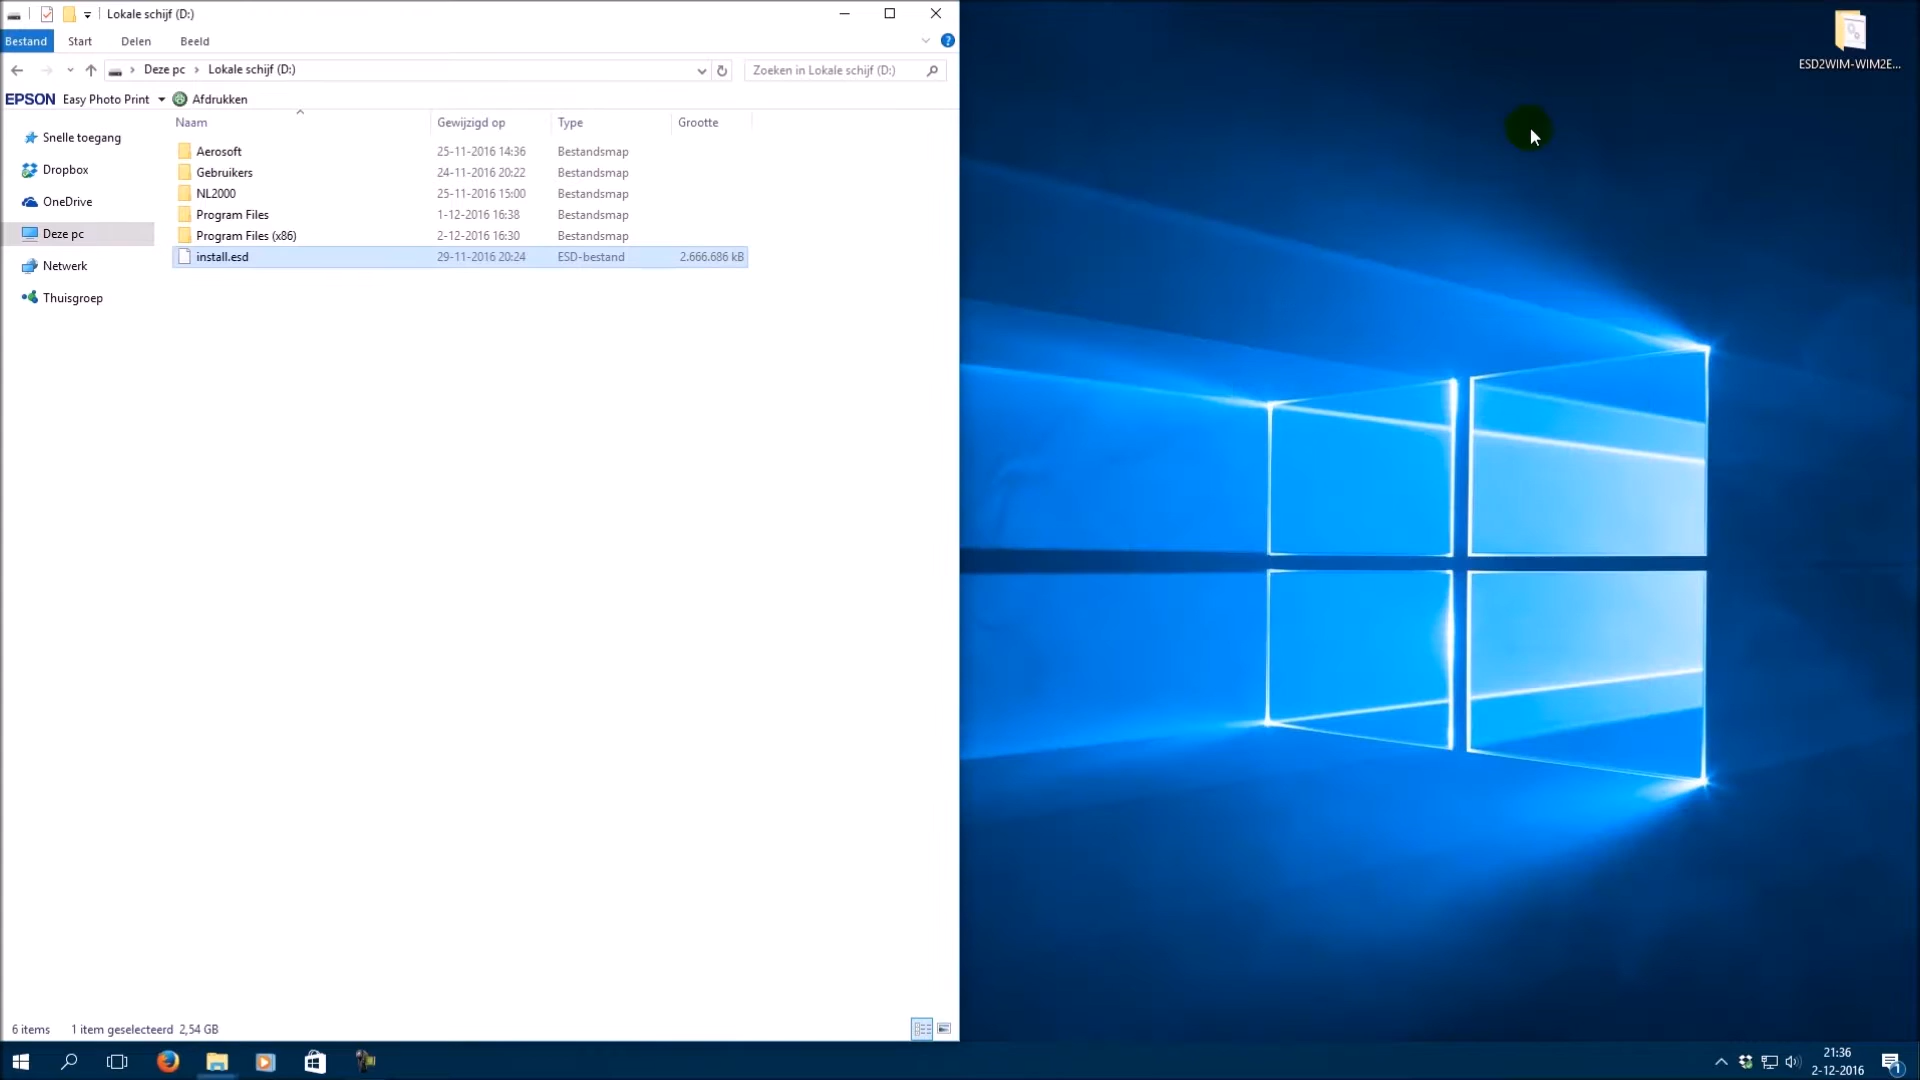 Lokale schijf (D:)
Bestand Start Delen Beeld
Deze pc Lokale schijf (D:) Zoeken in Lokale schijf (D:)
EPSON Easy Photo Print Afdrukken
Naam Gewijzigd op Type Grootte
Snelle toegang
Dropbox
OneDrive
Deze pc
Netwerk
Thuisgroep
Aerosoft 25-11-2016 14:36 Bestandsmap
Gebruikers 24-11-2016 20:22 Bestandsmap
NL2000 25-11-2016 15:00 Bestandsmap
Program Files 1-12-2016 16:38 Bestandsmap
Program Files (x86) 2-12-2016 16:30 Bestandsmap
install.esd 29-11-2016 20:24 ESD-bestand 2.666.686 kB
6 items 1 item geselecteerd 2,54 GB
ESD2WIM-WIM2E...
21:36
2-12-2016
1